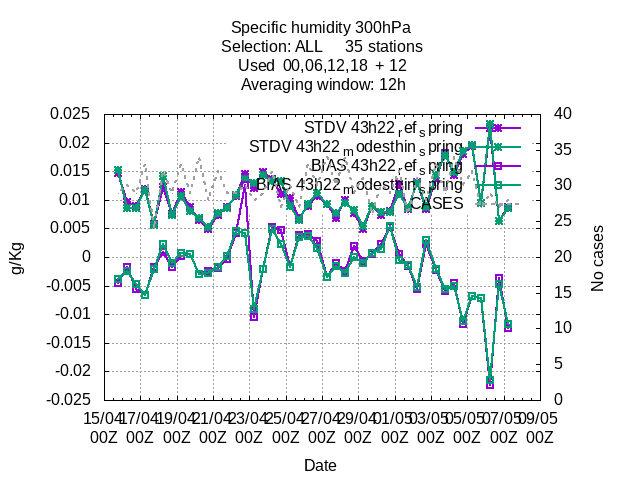 Specific humidity 300hPa
Selection: ALL 35 stations
Used 00,06,12,18 + 12
Averaging window: 12h
0.025
0.02
0.015
0.01
0.005
0
-0.005
-0.01
-0.015
-0.02
-0.025
g/Kg
40
35
30
25
20
15
10
5
0
No cases
STDV 43h22refspring
STDV 43h22modesthinspring
BIAS 43h22refspring
BIAS 43h22modesthinspring
CASES
15/04 17/04 19/04 21/04 23/04 25/04 27/04 29/04 01/05 03/05 05/05 07/05 09/05
00Z 00Z 00Z 00Z 00Z 00Z 00Z 00Z 00Z 00Z 00Z 00Z 00Z
Date